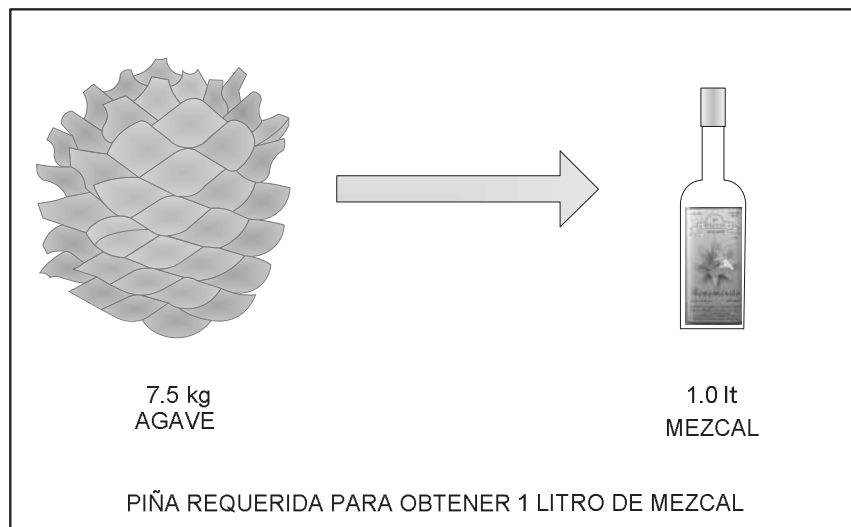 7.5 kg
AGAVE
1.0 lt
MEZCAL
PIÑA REQUERIDA PARA OBTENER 1 LITRO DE MEZCAL